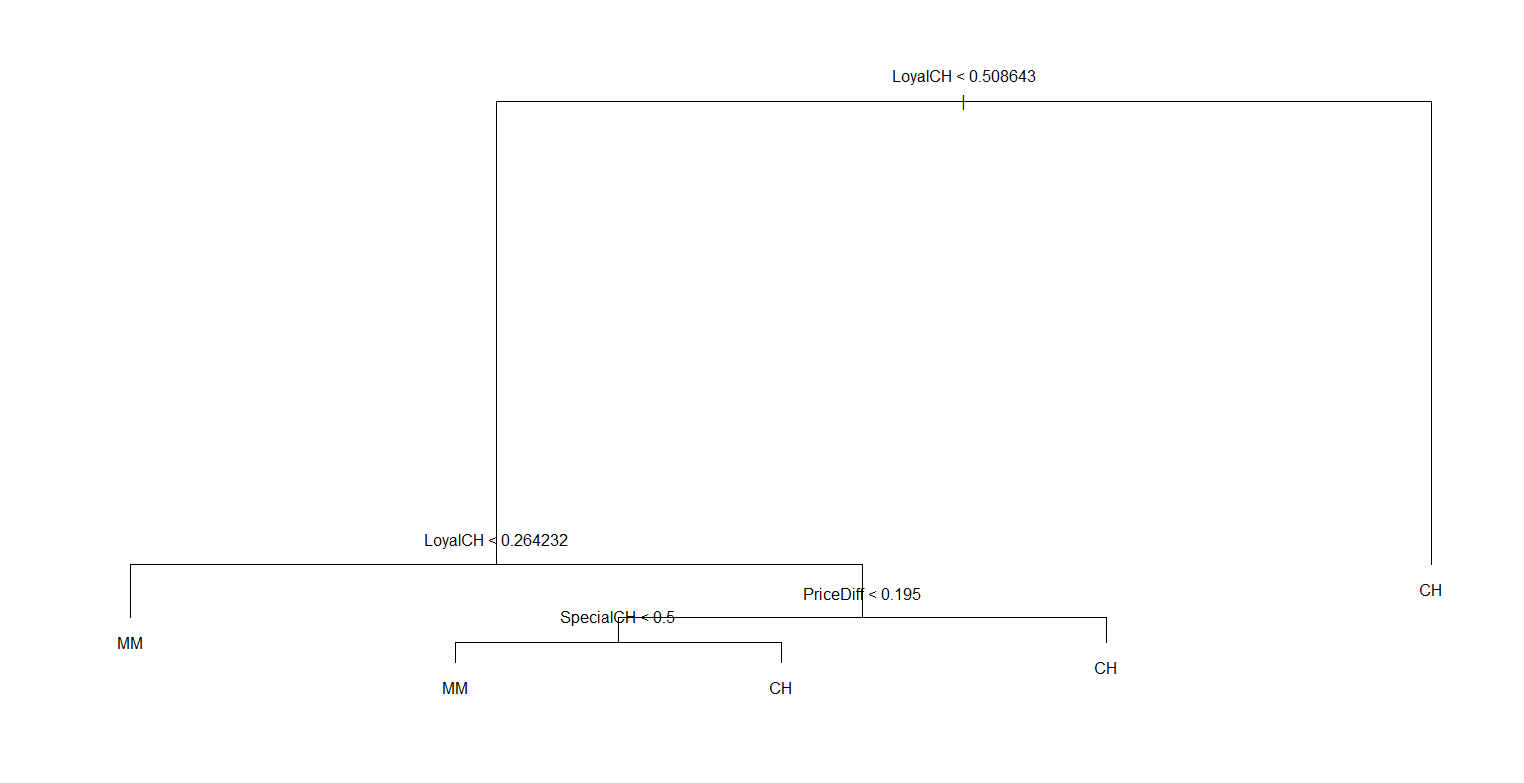 LoyalCH < 0.508643
LoyalCH < 0.264232
PriceDiff < 0.195
CH
SpecialCH < 0.5
MM
CH
MM
CH